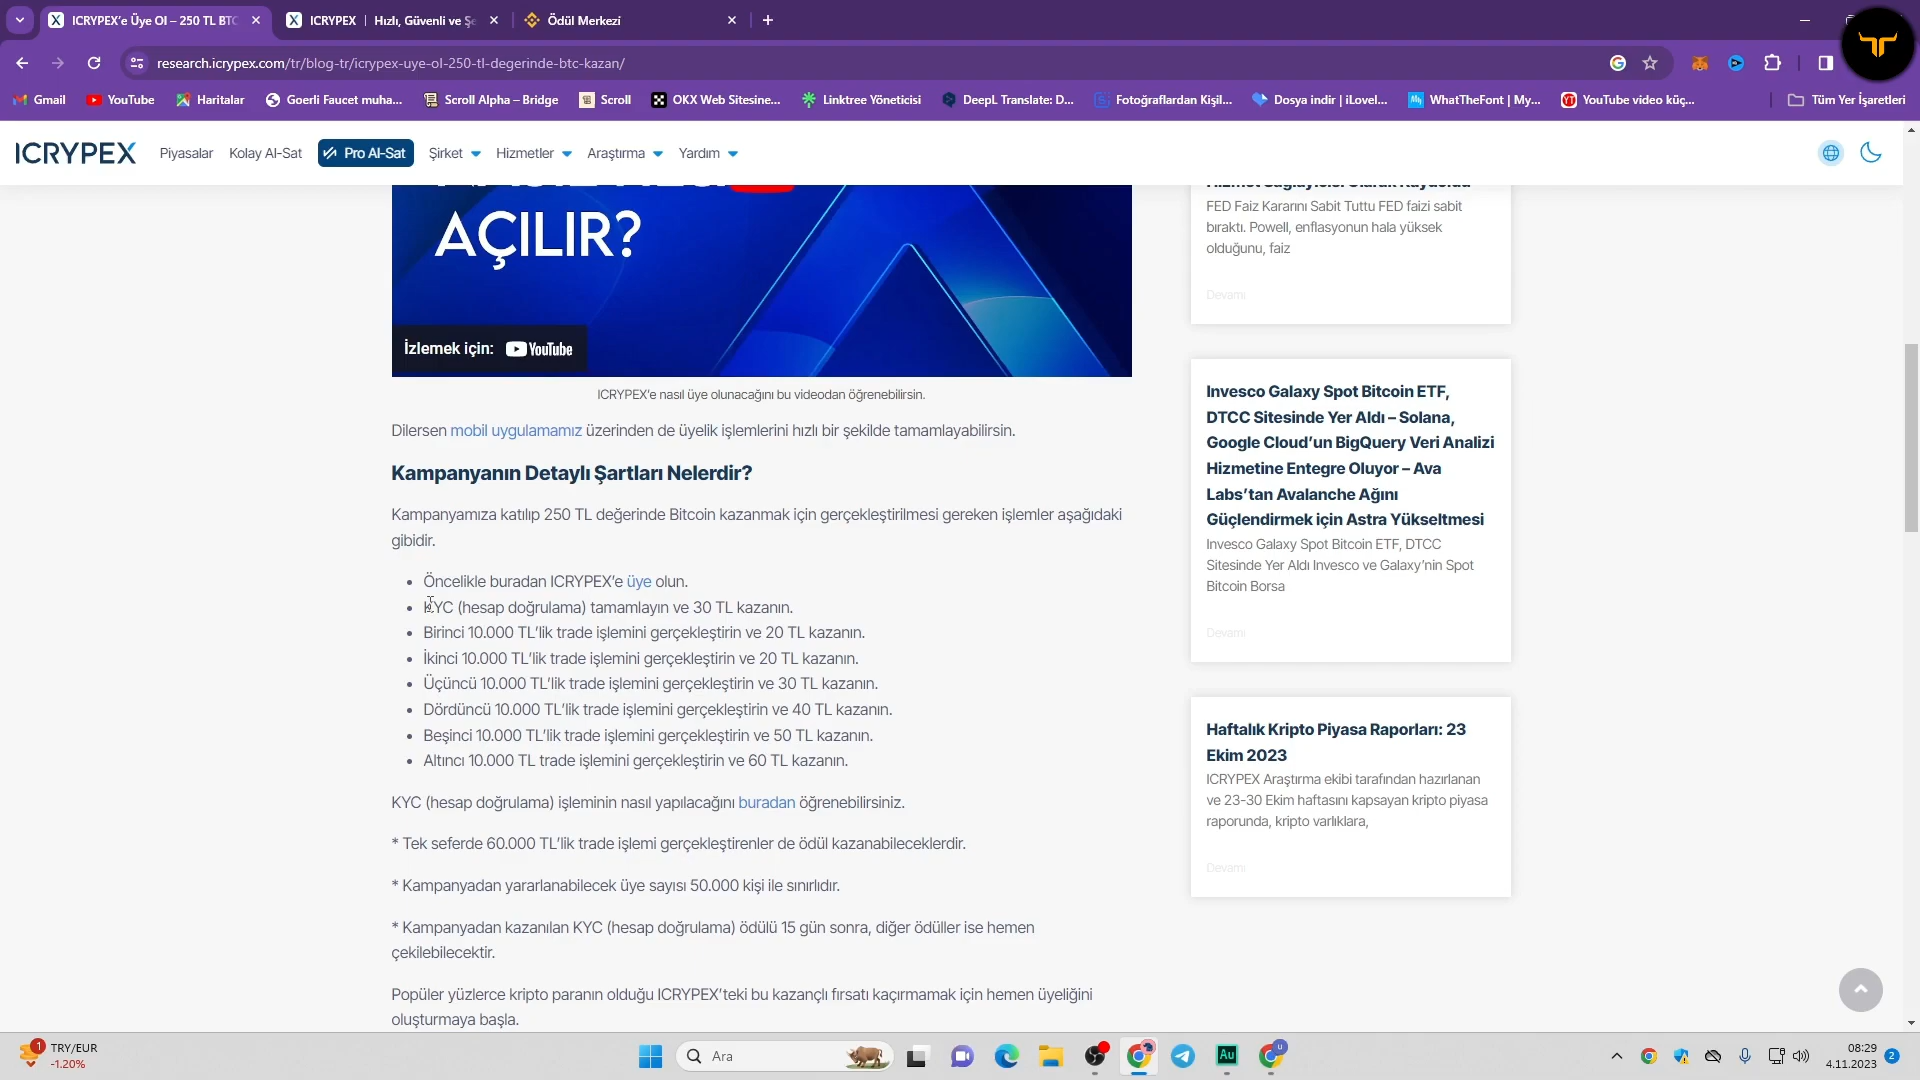 ICRYPEX'e Üye Ol – 250 TL BTC
ICRYPEX | Hızlı, Güvenli ve Şe
Ödül Merkezi
research.icrypex.com/tr/blog-tr/icrypex-uye-ol-250-tl-degerinde-btc-kazan/
Gmail
YouTube
Haritalar
Goerli Faucet muha...
Scroll Alpha – Bridge
Scroll
OKX Web Sitesine...
Linktree Yöneticisi
DeepL Translate: D...
Fotoğraflardan Kişil...
Dosya indir | iLovel...
WhatTheFont | My...
YouTube video küç...
Tüm Yer İşaretleri
ICRYPEX
Piyasalar
Kolay Al-Sat
Pro Al-Sat
Şirket
Hizmetler
Araştırma
Yardım
AÇILIR?
İzlemek için: YouTube
ICRYPEX'e nasıl üye olunacağını bu videodan öğrenebilirsin.
Dilersen mobil uygulamamız üzerinden de üyelik işlemlerini hızlı bir şekilde tamamlayabilirsin.
Kampanyanın Detaylı Şartları Nelerdir?
Kampanyamıza katılıp 250 TL değerinde Bitcoin kazanmak için gerçekleştirilmesi gereken işlemler aşağıdaki
gibidir.
• Öncelikle buradan ICRYPEX'e üye olun.
• KYC (hesap doğrulama) tamamlayın ve 30 TL kazanın.
• Birinci 10.000 TL'lik trade işlemini gerçekleştirin ve 20 TL kazanın.
• İkinci 10.000 TL'lik trade işlemini gerçekleştirin ve 20 TL kazanın.
• Üçüncü 10.000 TL'lik trade işlemini gerçekleştirin ve 30 TL kazanın.
• Dördüncü 10.000 TL'lik trade işlemini gerçekleştirin ve 40 TL kazanın.
• Beşinci 10.000 TL'lik trade işlemini gerçekleştirin ve 50 TL kazanın.
• Altıncı 10.000 TL trade işlemini gerçekleştirin ve 60 TL kazanın.
KYC (hesap doğrulama) işleminin nasıl yapılacağını buradan öğrenebilirsiniz.
* Tek seferde 60.000 TL'lik trade işlemi gerçekleştirenler de ödül kazanabileceklerdir.
* Kampanyadan yararlanabilecek üye sayısı 50.000 kişi ile sınırlıdır.
* Kampanyadan kazanılan KYC (hesap doğrulama) ödülü 15 gün sonra, diğer ödüller ise hemen
çekilebilecektir.
Popüler yüzlerce kripto paranın olduğu ICRYPEX'teki bu kazançlı fırsatı kaçırmamak için hemen üyeliğini
oluşturmaya başla.
Hizmet Sağlayıcısı Olarak Kaydoldu
FED Faiz Kararını Sabit Tuttu FED faizi sabit
bıraktı. Powell, enflasyonun hala yüksek
olduğunu, faiz
Devamı
Invesco Galaxy Spot Bitcoin ETF,
DTCC Sitesinde Yer Aldı – Solana,
Google Cloud'un BigQuery Veri Analizi
Hizmetine Entegre Oluyor – Ava
Labs'tan Avalanche Ağını
Güçlendirmek için Astra Yükseltmesi
Invesco Galaxy Spot Bitcoin ETF, DTCC
Sitesinde Yer Aldı Invesco ve Galaxy'nin Spot
Bitcoin Borsa
Devamı
Haftalık Kripto Piyasa Raporları: 23
Ekim 2023
ICRYPEX Araştırma ekibi tarafından hazırlanan
ve 23-30 Ekim haftasını kapsayan kripto piyasa
raporunda, kripto varlıklara,
Devamı
1
TRY/EUR
-1.20%
Ara
Au
08:29
4.11.2023
2